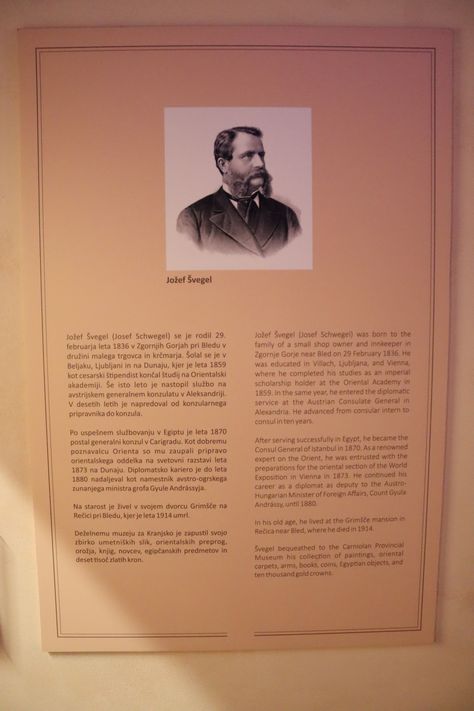 Jožef Švegel
Jožef Švegel (Josef Schwegel) se je rodil 29.
februarja leta 1836 v Zgornjih Gorjah pri Bledu v
družini malega trgovca in krčmarja. Šolal se je v
Beljaku, Ljubljani in na Dunaju, kjer je leta 1859
kot cesarski štipendist končal študij na Orientalski
akademiji. Še isto leto je nastopil službo na
avstrijskem generalnem konzulatu v Aleksandriji.
V desetih letih je napredoval od konzularnega
pripravnika do konzula.
Po uspešnem službovanju v Egiptu je leta 1870
postal generalni konzul v Carigradu. Kot dobremu
poznavalcu Orienta so mu zaupali pripravo
orientalskega oddelka na svetovni razstavi leta
1873 na Dunaju. Diplomatsko kariero je do leta
1880 nadaljeval kot namestnik avstro-ogrskega
zunanjega ministra grofa Gyule Andrássyja.
Na starost je živel v svojem dvorcu Grimšče na
Rečici pri Bledu, kjer je leta 1914 umrl.
Deželnemu muzeju za Kranjsko je zapustil svojo
zbirko umetniških slik, orientalskih preprog,
orožja, knjig, novcev, egipčanskih predmetov in
deset tisoč zlatih kron.
Jožef Švegel (Josef Schwegel) was born to the
family of a small shop owner and innkeeper in
Zgornje Gorje near Bled on 29 February 1836. He
was educated in Villach, Ljubljana, and Vienna,
where he completed his studies as an imperial
scholarship holder at the Oriental Academy in
1859. In the same year, he entered the diplomatic
service at the Austrian Consulate General in
Alexandria. He advanced from consular intern to
consul in ten years.
After serving successfully in Egypt, he became the
Consul General of Istanbul in 1870. As a renowned
expert on the Orient, he was entrusted with the
preparations for the oriental section of the World
Exposition in Vienna in 1873. He continued his
career as a diplomat as deputy to the Austro-
Hungarian Minister of Foreign Affairs, Count Gyula
Andrássy, until 1880.
In his old age, he lived at the Grimšče mansion in
Rečica near Bled, where he died in 1914.
Švegel bequeathed to the Carniolan Provincial
Museum his collection of paintings, oriental
carpets, arms, books, coins, Egyptian objects, and
ten thousand gold crowns.